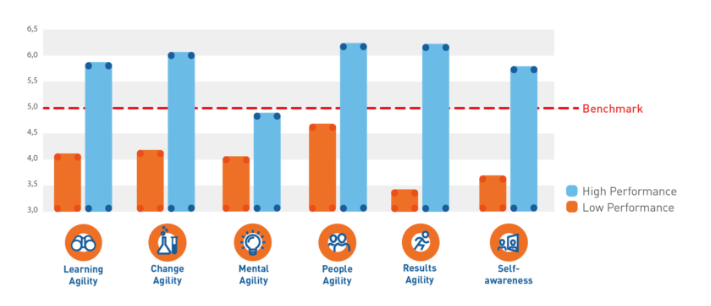 6,5
6,0
5,5
5,0
4,5
4,0
3,5
3,0
Benchmark
High Performance
Low Performance
Learning
Agility
Change
Agility
Mental
Agility
People
Agility
Results
Agility
Self-
awareness